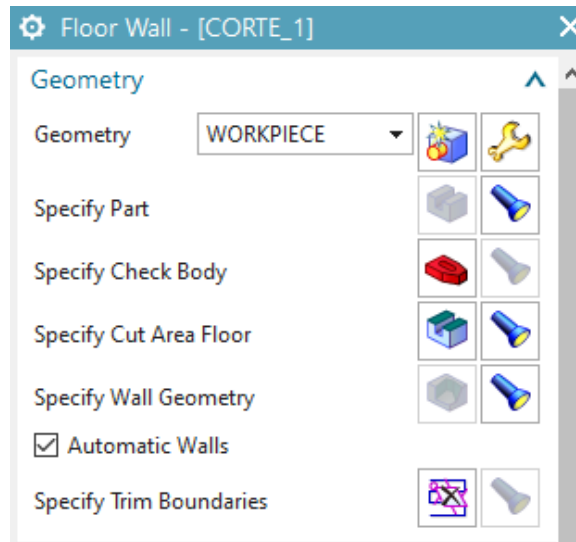 Floor Wall - [CORTE_1]
Geometry
Geometry WORKPIECE
Specify Part
Specify Check Body
Specify Cut Area Floor
Specify Wall Geometry
Automatic Walls
Specify Trim Boundaries